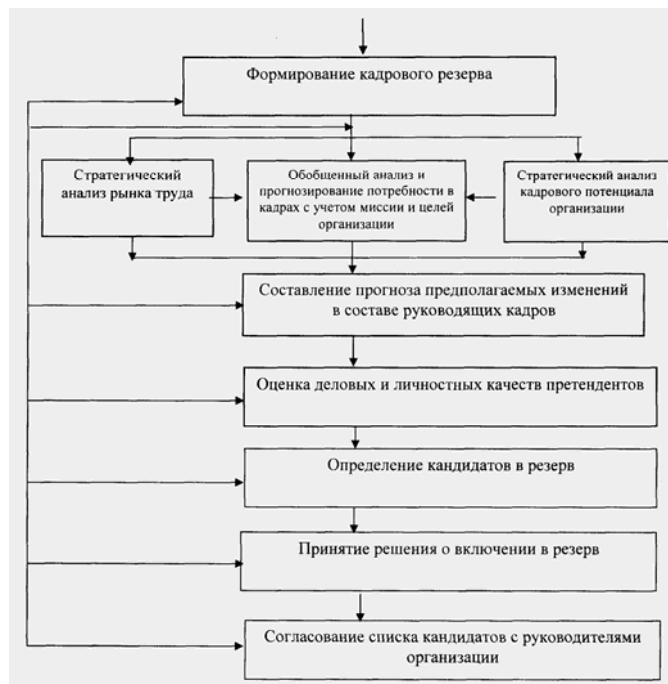 Формирование кадрового резерва
Стратегический
анализ рынка труда
Обобщенный анализ и
прогнозирование потребности в
кадрах с учетом миссии и целей
организации
Стратегический анализ
кадрового потенциала
организации
Составление прогноза предполагаемых изменений
в составе руководящих кадров
Оценка деловых и личностных качеств претендентов
Определение кандидатов в резерв
Принятие решения о включении в резерв
Согласование списка кандидатов с руководителями
организации